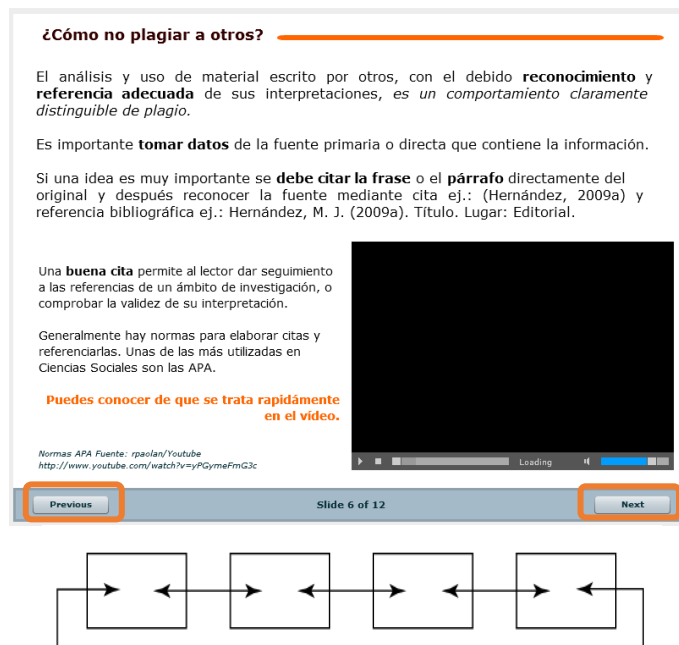 ¿Cómo no plagiar a otros?
El análisis y uso de material escrito por otros, con el debido reconocimiento y
referencia adecuada de sus interpretaciones, es un comportamiento claramente
distinguible de plagio.
Es importante tomar datos de la fuente primaria o directa que contiene la información.
Si una idea es muy importante se debe citar la frase o el párrafo directamente del
original y después reconocer la fuente mediante cita ej.: (Hernández, 2009a) y
referencia bibliográfica ej.: Hernández, M. J. (2009a). Título. Lugar: Editorial.
Una buena cita permite al lector dar seguimiento
a las referencias de un ámbito de investigación, o
comprobar la validez de su interpretación.
Generalmente hay normas para elaborar citas y
referenciarlas. Unas de las más utilizadas en
Ciencias Sociales son las APA.
Puedes conocer de que se trata rapidámente
en el vídeo.
Normas APA Fuente: rpaolan/Youtube
http://www.youtube.com/watch?v=yPGymeFmG3c
Loading
Previous
Slide 6 of 12
Next